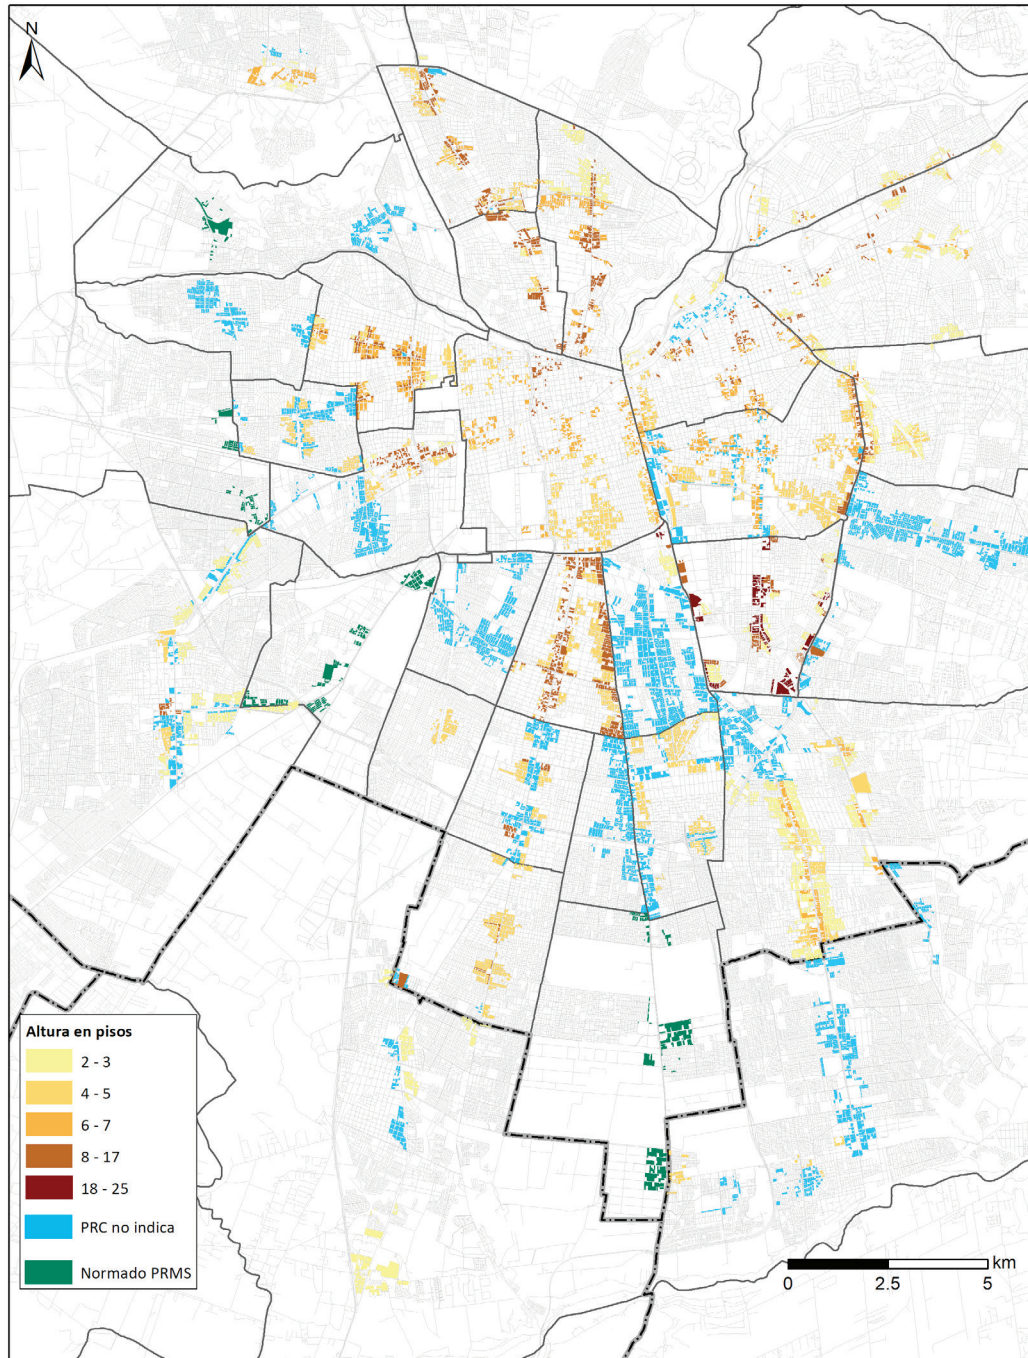 N
Altura en pisos
2 - 3
4 - 5
6 - 7
8 - 17
18 - 25
PRC no indica
Normado PRMS
km
0 2.5 5